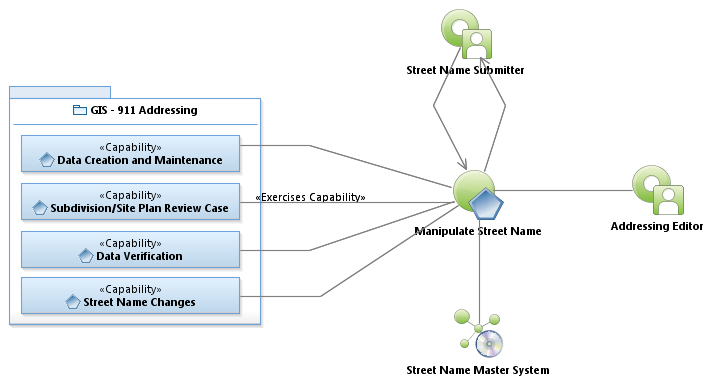 Street Name Submitter
GIS - 911 Addressing
«Capability»
Data Creation and Maintenance
«Capability»
Subdivision/Site Plan Review Case
«Exercises Capability»
«Capability»
Data Verification
«Capability»
Street Name Changes
Manipulate Street Name
Addressing Editor
Street Name Master System